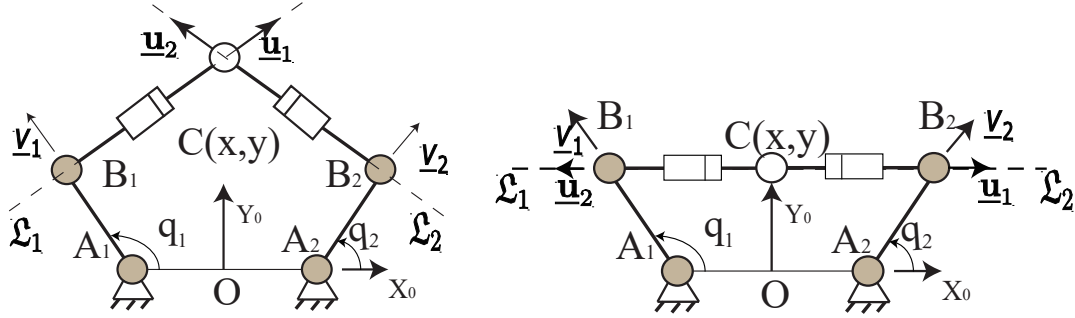 u2 u1
C(x,y)
v1 B1 B2 v2
ℒ1 A1 q1 Y0 A2 q2 ℒ2
O X0
B1 B2
v1 C(x,y) v2
ℒ1 u2 u1 ℒ2
A1 q1 Y0 A2 q2
O X0